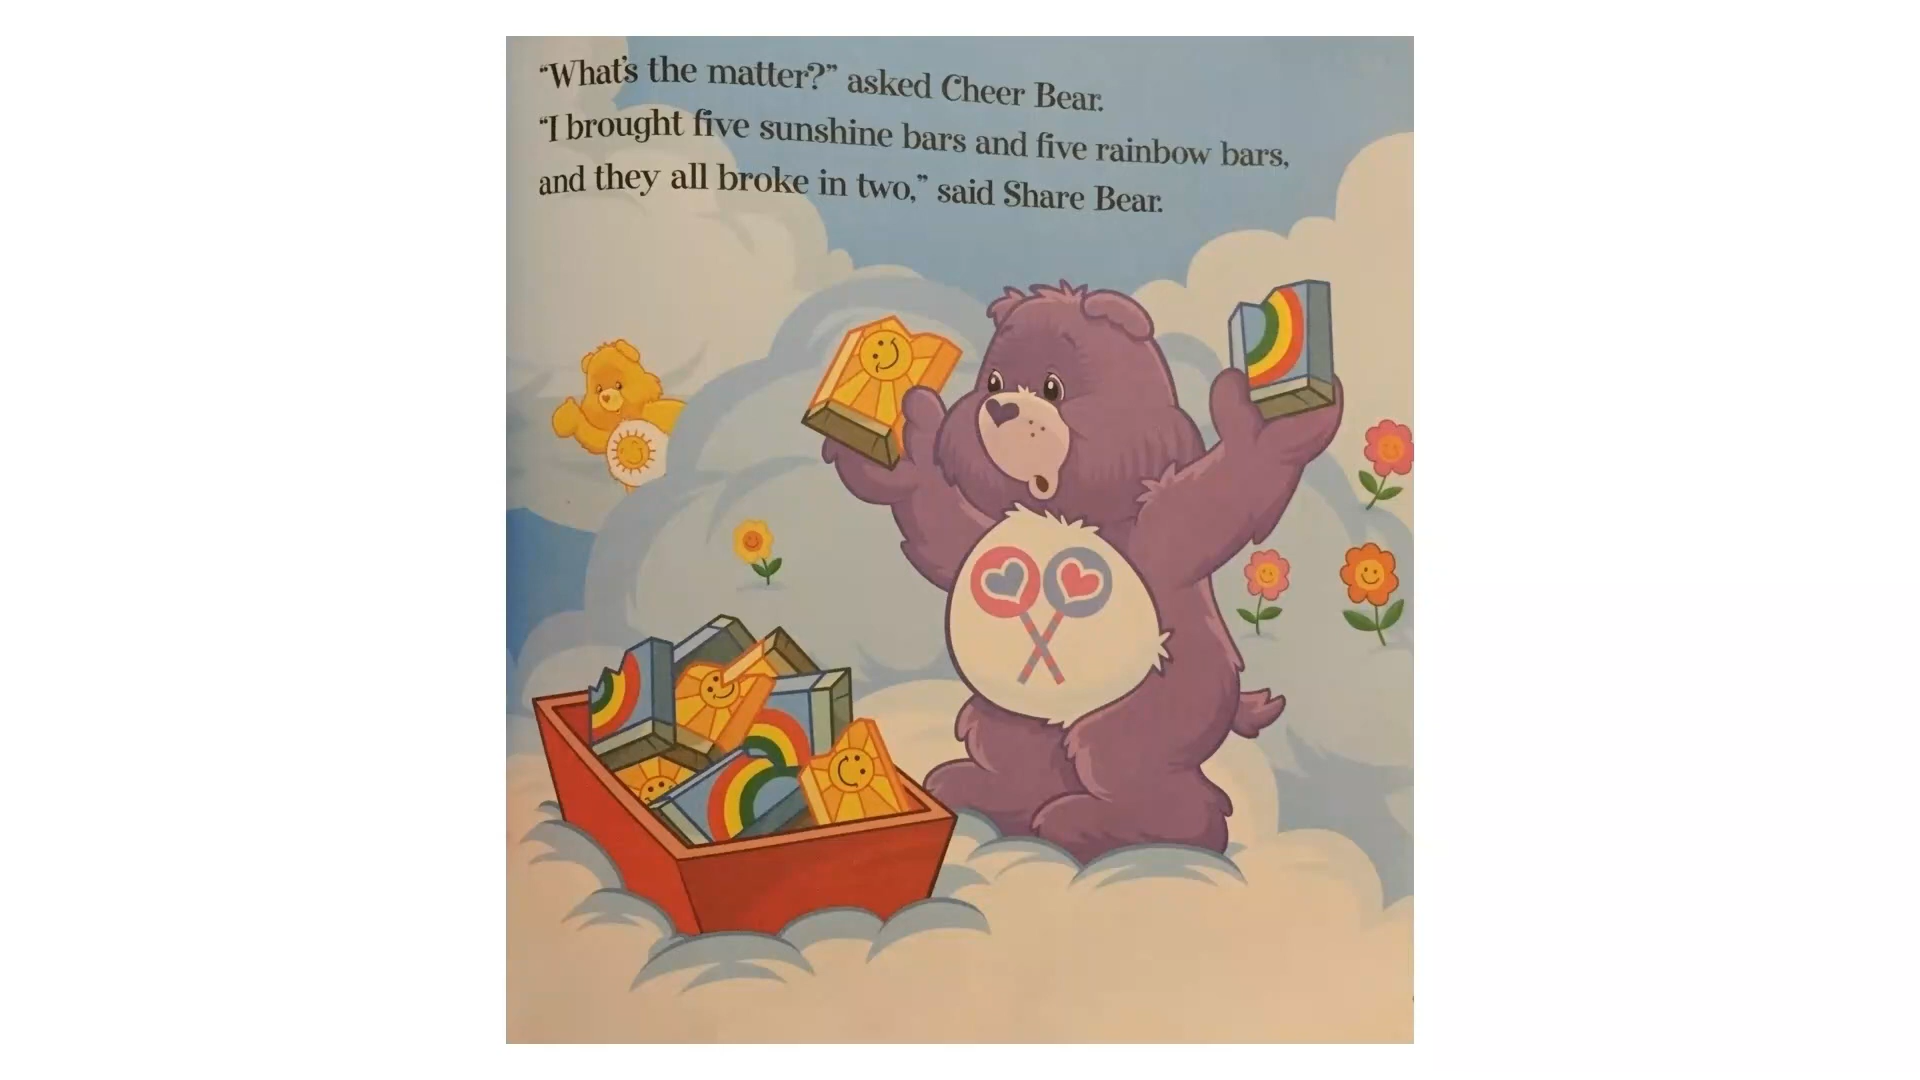 “What’s the matter?” asked Cheer Bear.
“I brought five sunshine bars and five rainbow bars,
and they all broke in two,” said Share Bear.